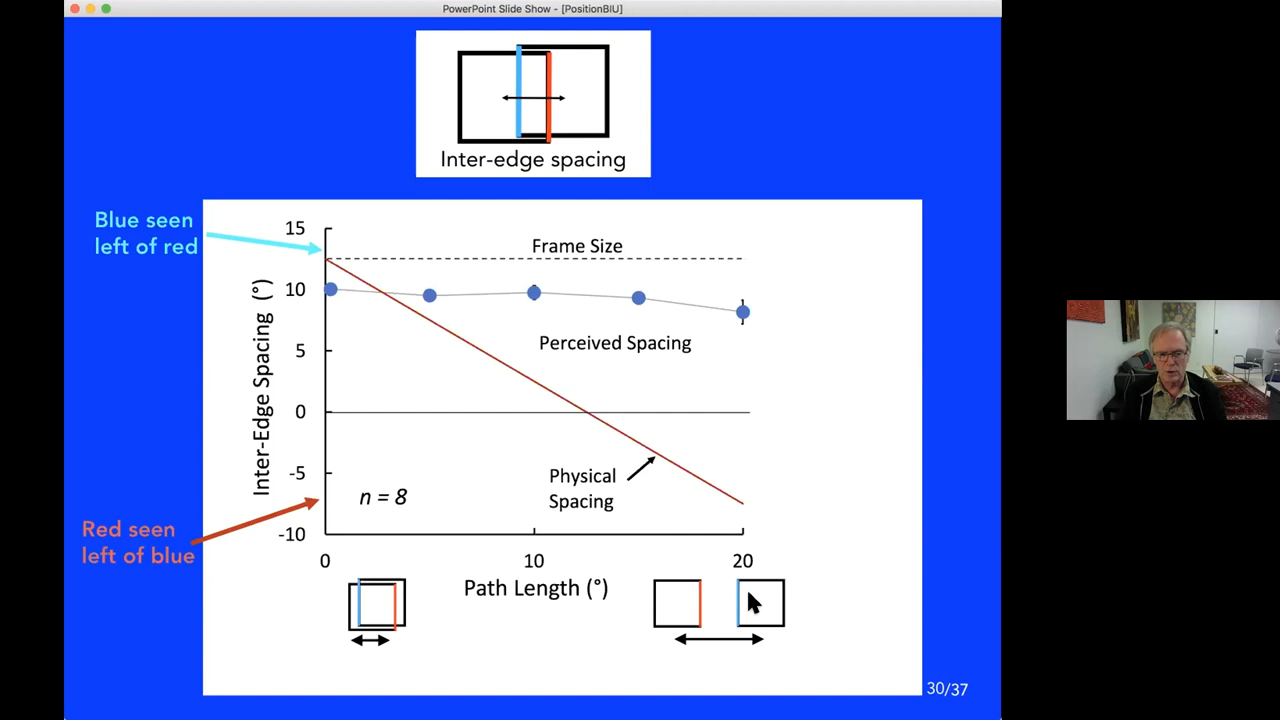 PowerPoint Slide Show - [PositionBIU]
Inter-edge spacing
Blue seen
left of red
Red seen
left of blue
15
10
5
0
-5
-10
Inter-Edge Spacing (°)
Frame Size
Perceived Spacing
Physical
Spacing
n = 8
0
10
20
Path Length (°)
30/37